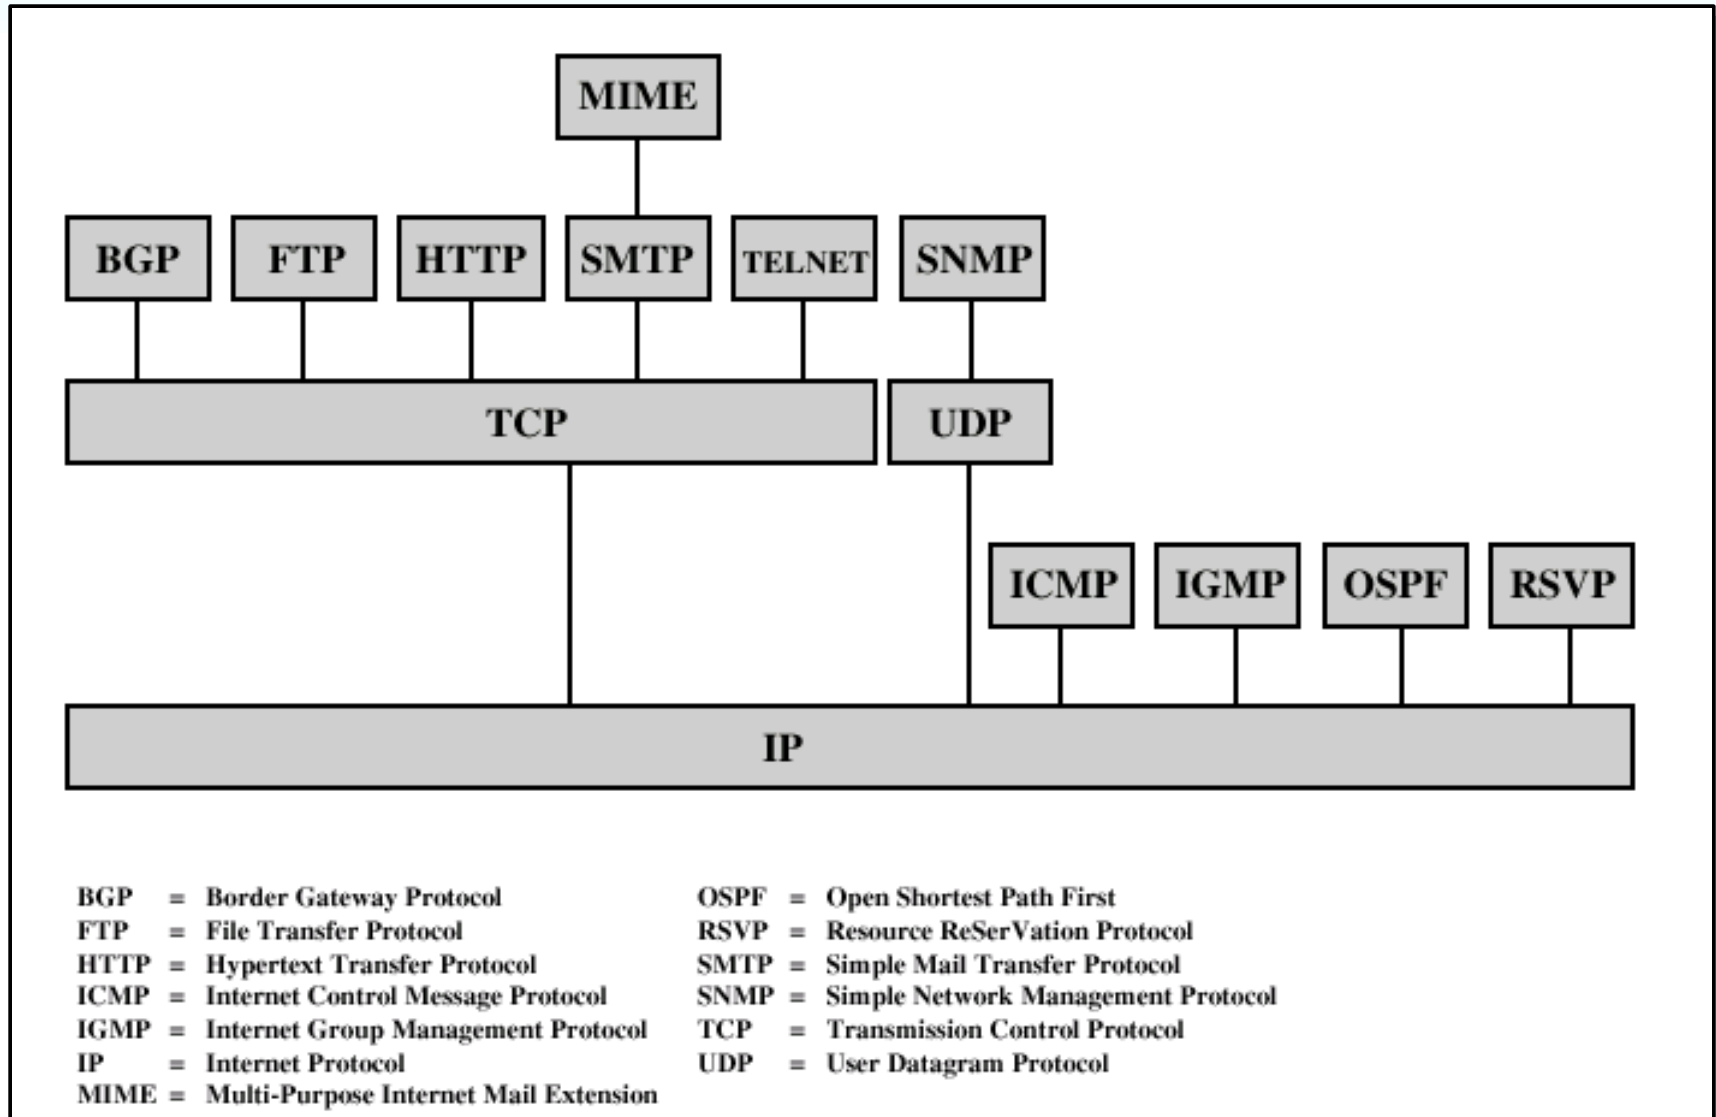 MIME
BGP FTP HTTP SMTP TELNET SNMP
TCP UDP
ICMP IGMP OSPF RSVP
IP
BGP = Border Gateway Protocol
FTP = File Transfer Protocol
HTTP = Hypertext Transfer Protocol
ICMP = Internet Control Message Protocol
IGMP = Internet Group Management Protocol
IP = Internet Protocol
MIME = Multi-Purpose Internet Mail Extension
OSPF = Open Shortest Path First
RSVP = Resource ReSerVation Protocol
SMTP = Simple Mail Transfer Protocol
SNMP = Simple Network Management Protocol
TCP = Transmission Control Protocol
UDP = User Datagram Protocol